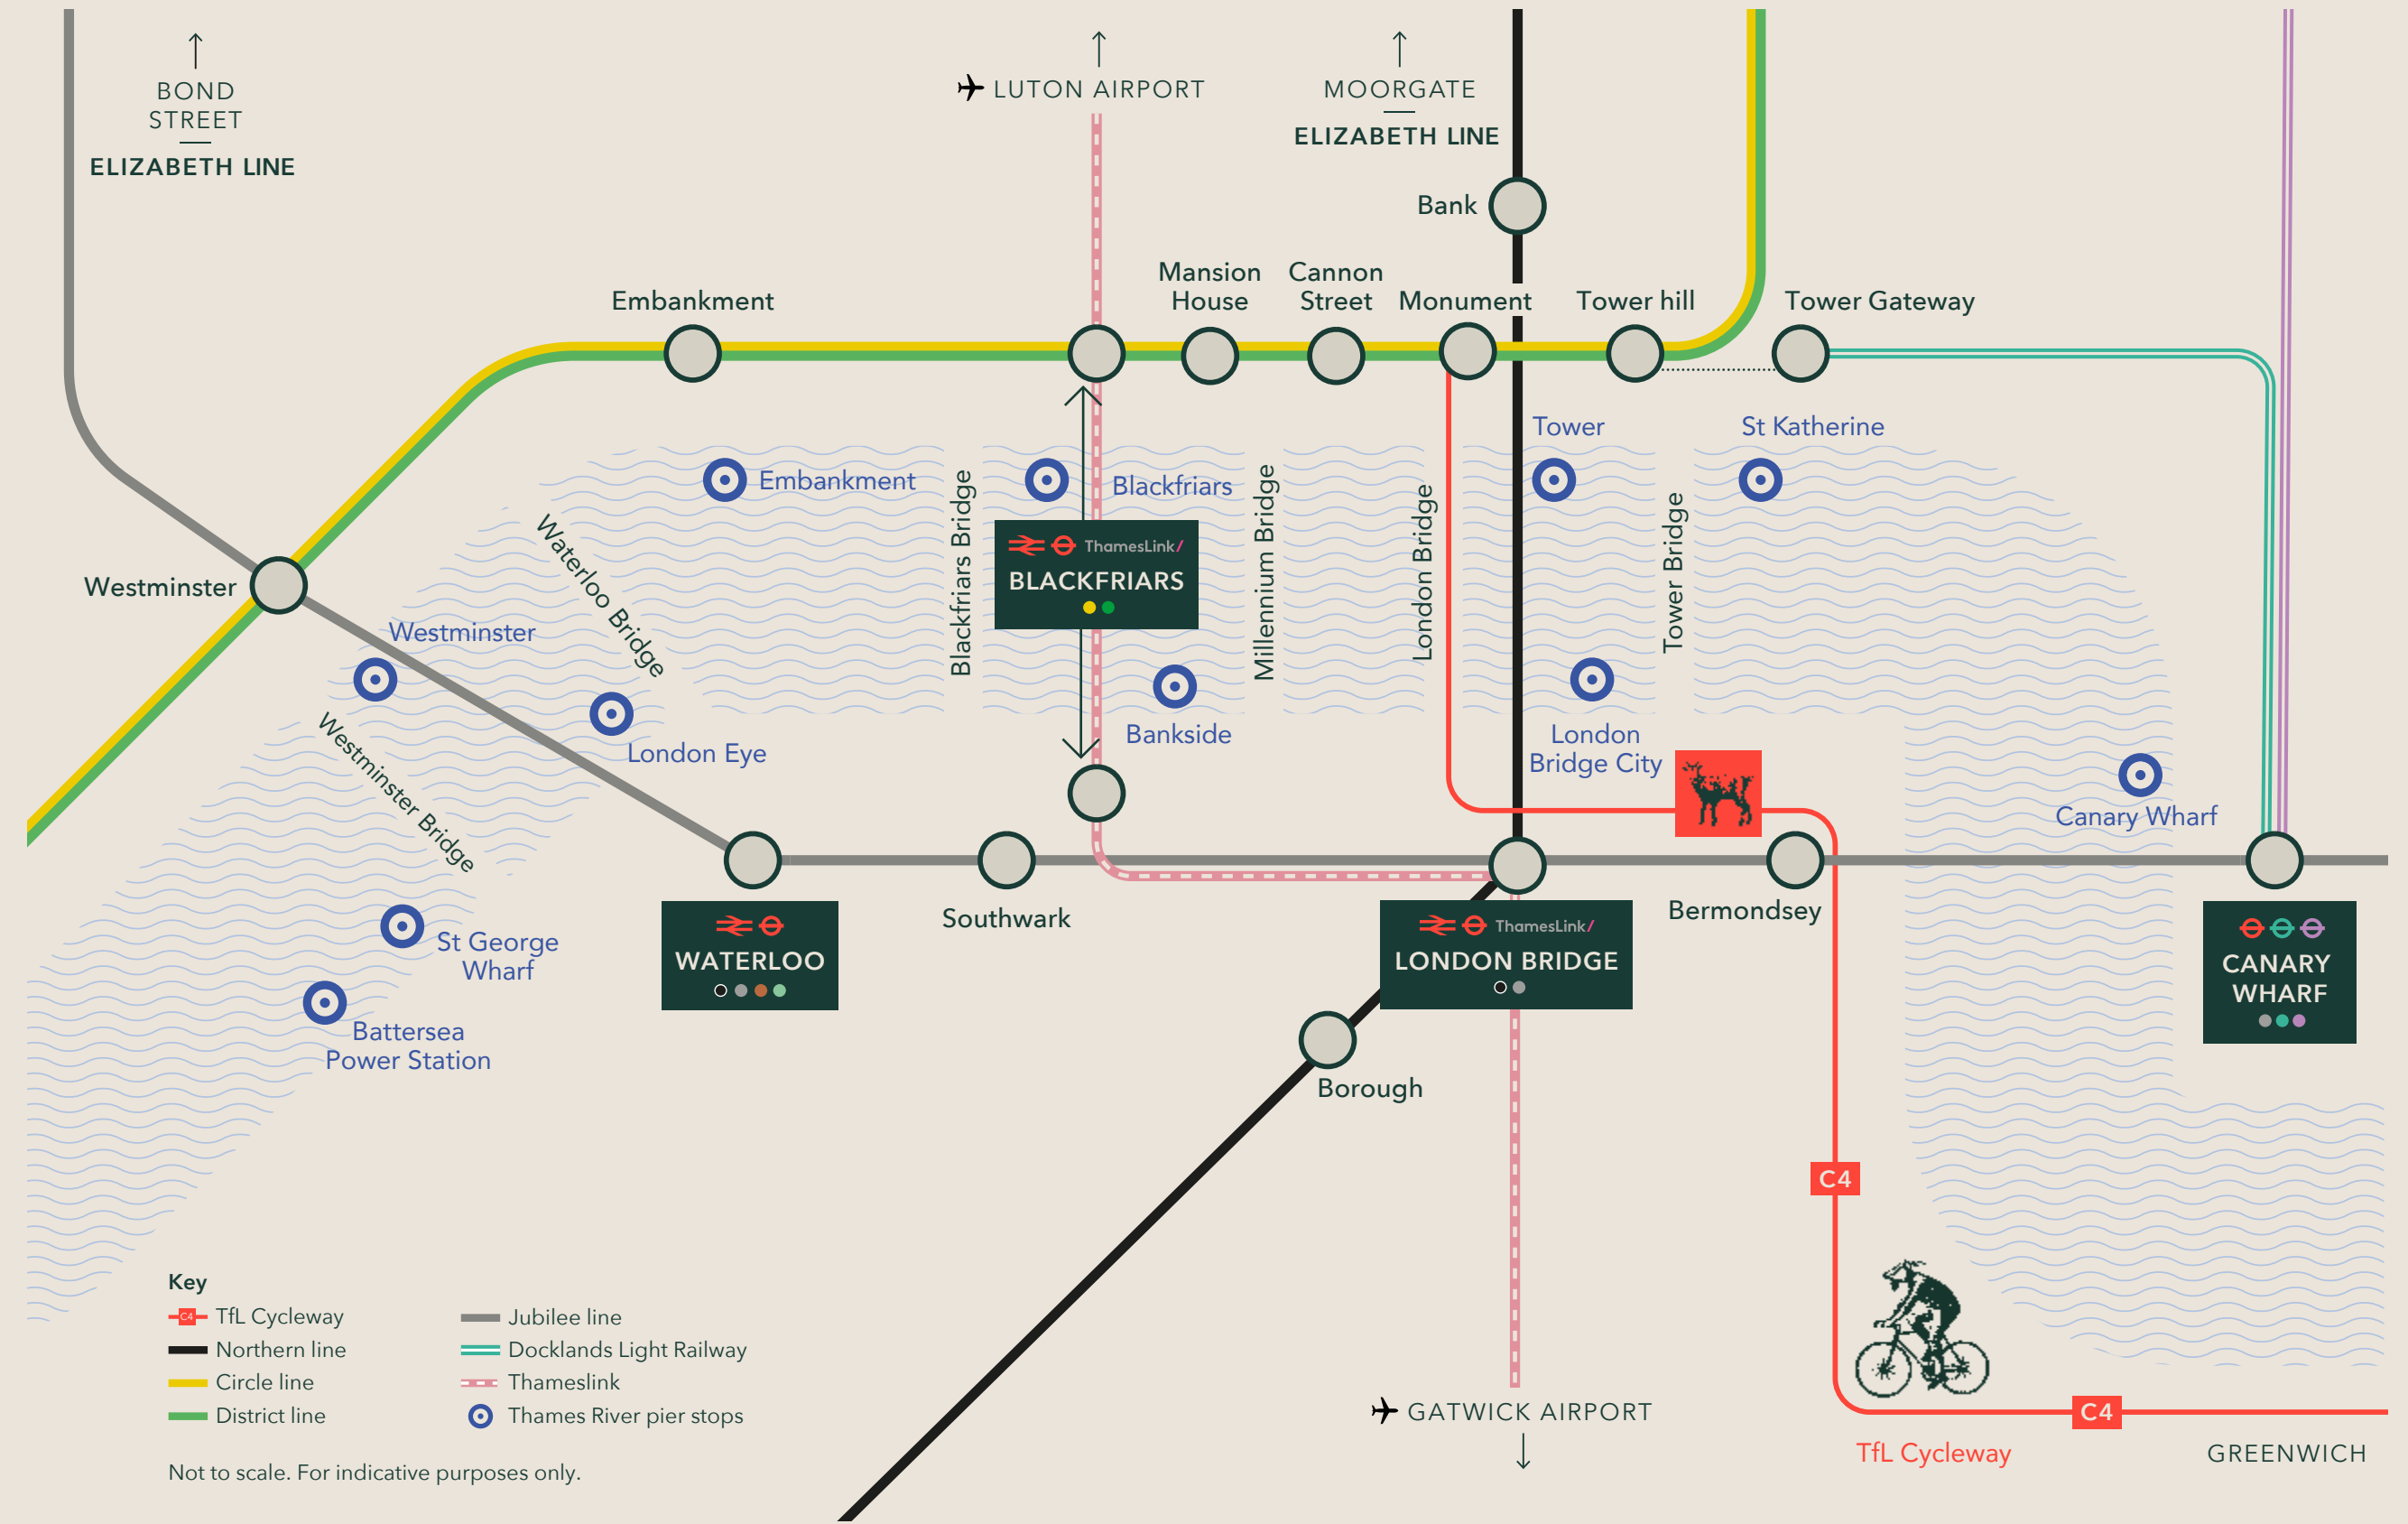 BOND
STREET
ELIZABETH LINE
LUTON AIRPORT
MOORGATE
ELIZABETH LINE
Bank
Embankment
Mansion
House
Cannon
Street
Monument
Tower hill
Tower Gateway
Tower
St Katherine
Embankment
Blackfriars
Blackfriars Bridge
Millennium Bridge
London Bridge
Tower Bridge
Waterloo Bridge
ThamesLink/
BLACKFRIARS
Westminster
Westminster
Westminster Bridge
London Eye
Bankside
London
Bridge City
Canary Wharf
St George
Wharf
Battersea
Power Station
WATERLOO
Southwark
ThamesLink/
LONDON BRIDGE
Bermondsey
CANARY
WHARF
Borough
C4
Key
C4 TfL Cycleway
Northern line
Circle line
District line
Jubilee line
Docklands Light Railway
Thameslink
Thames River pier stops
Not to scale. For indicative purposes only.
GATWICK AIRPORT
C4
TfL Cycleway
GREENWICH